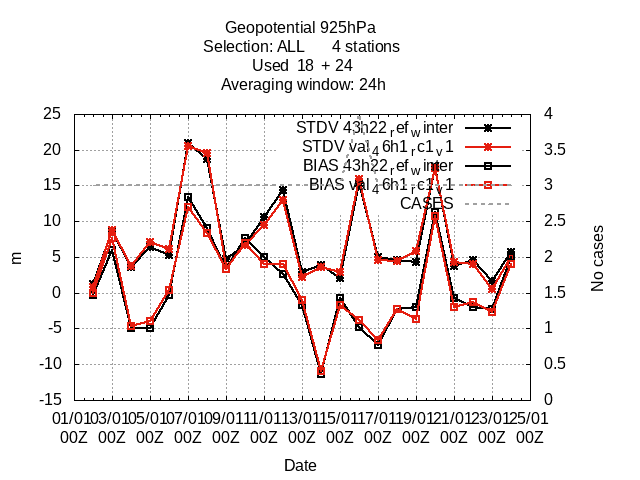 Geopotential 925hPa
Selection: ALL 4 stations
Used 18 + 24
Averaging window: 24h
STDV 43h22refwinter
STDV val46h1rc1v1
BIAS 43h22refwinter
BIAS val46h1rc1v1
CASES
25
20
15
10
5
0
-5
-10
-15
m
4
3.5
3
2.5
2
1.5
1
0.5
0
No cases
01/01 03/01 05/01 07/01 09/01 11/01 13/01 15/01 17/01 19/01 21/01 23/01 25/01
00Z 00Z 00Z 00Z 00Z 00Z 00Z 00Z 00Z 00Z 00Z 00Z 00Z
Date